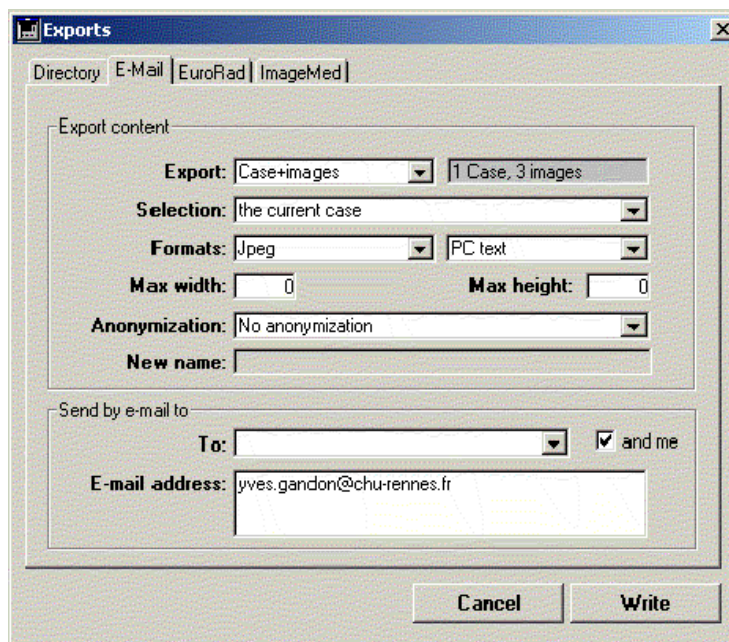 Exports
Directory E-Mail EuroRad ImageMed
Export content
Export: Case+images 1 Case, 3 images
Selection: the current case
Formats: Jpeg PC text
Max width: 0 Max height: 0
Anonymization: No anonymization
New name:
Send by e-mail to
To: and me
E-mail address: yves.gandon@chu-rennes.fr
Cancel Write